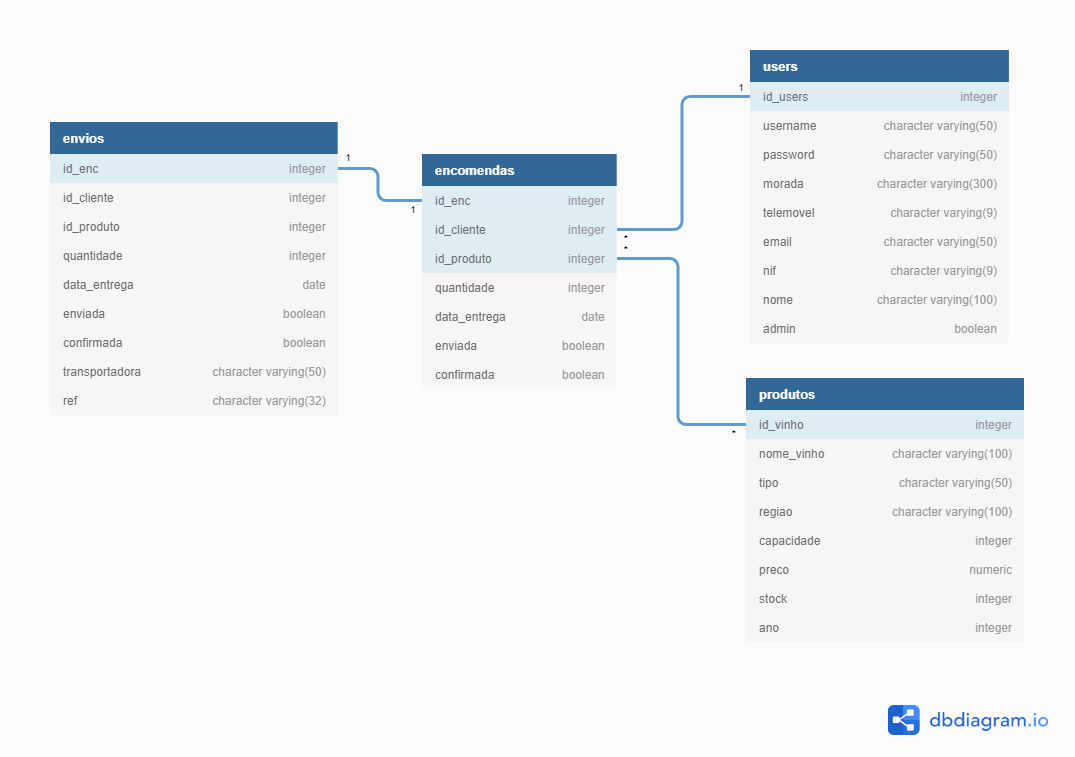 envios
id_enc integer
id_cliente integer
id_produto integer
quantidade integer
data_entrega date
enviada boolean
confirmada boolean
transportadora character varying(50)
ref character varying(32)
1
1
encomendas
id_enc integer
id_cliente integer
id_produto integer
quantidade integer
data_entrega date
enviada boolean
confirmada boolean
*
*
1
users
id_users integer
username character varying(50)
password character varying(50)
morada character varying(300)
telemovel character varying(9)
email character varying(50)
nif character varying(9)
nome character varying(100)
admin boolean
*
produtos
id_vinho integer
nome_vinho character varying(100)
tipo character varying(50)
regiao character varying(100)
capacidade integer
preco numeric
stock integer
ano integer
dbdiagram.io